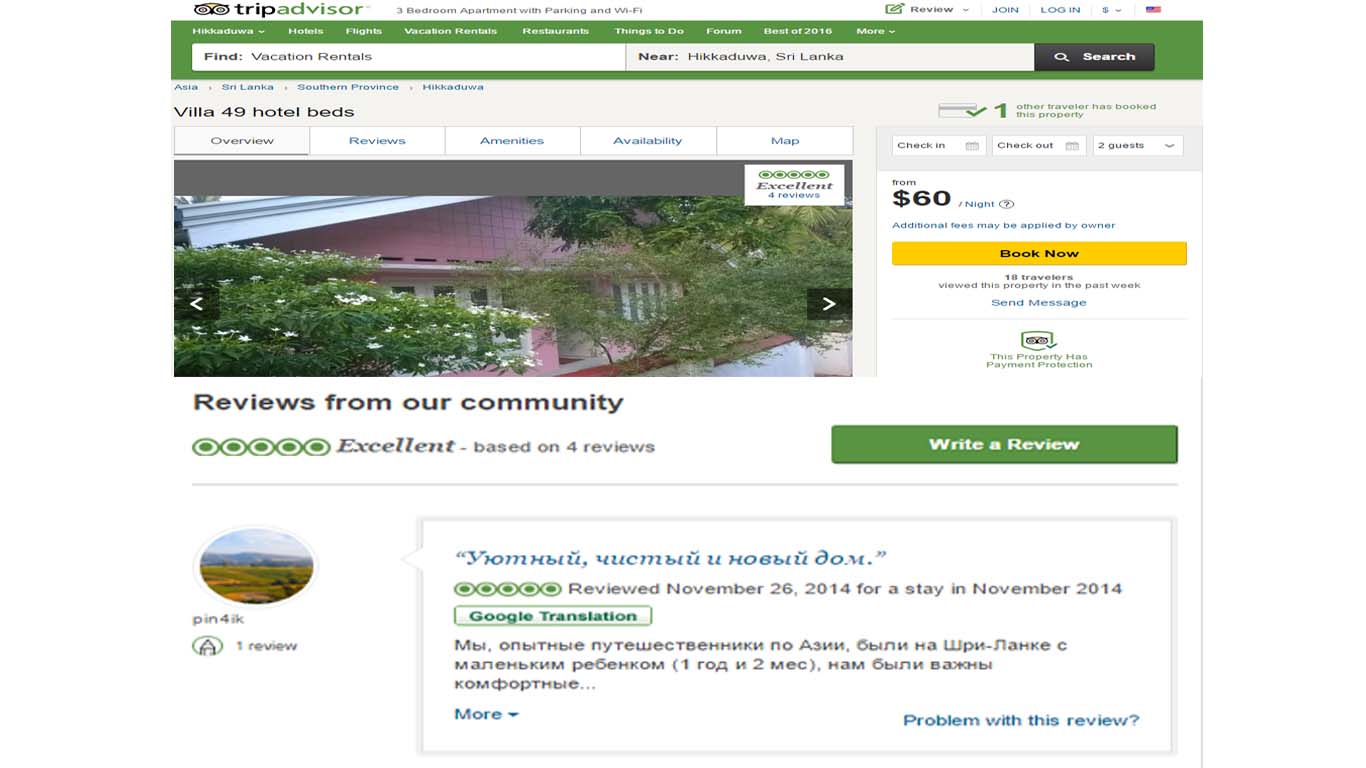 tripadvisor 3 Bedroom Apartment with Parking and Wi-Fi Review JOIN LOG IN $
Hikkaduwa Hotels Flights Vacation Rentals Restaurants Things to Do Forum Best of 2016 More
Find: Vacation Rentals Near: Hikkaduwa, Sri Lanka Search
Asia › Sri Lanka › Southern Province › Hikkaduwa
Villa 49 hotel beds
1 other traveler has booked
this property
Overview Reviews Amenities Availability Map
Check in Check out 2 guests
Excellent
4 reviews
from
$60 / Night ?
Additional fees may be applied by owner
Book Now
18 travelers
viewed this property in the past week
Send Message
< >
This Property Has
Payment Protection
Reviews from our community
Excellent - based on 4 reviews
Write a Review
“Уютный, чистый и новый дом.”
Reviewed November 26, 2014 for a stay in November 2014
Google Translation
pin4ik
1 review
Мы, опытные путешественники по Азии, были на Шри-Ланке с
маленьким ребенком (1 год и 2 мес), нам были важны
комфортные...
More
Problem with this review?